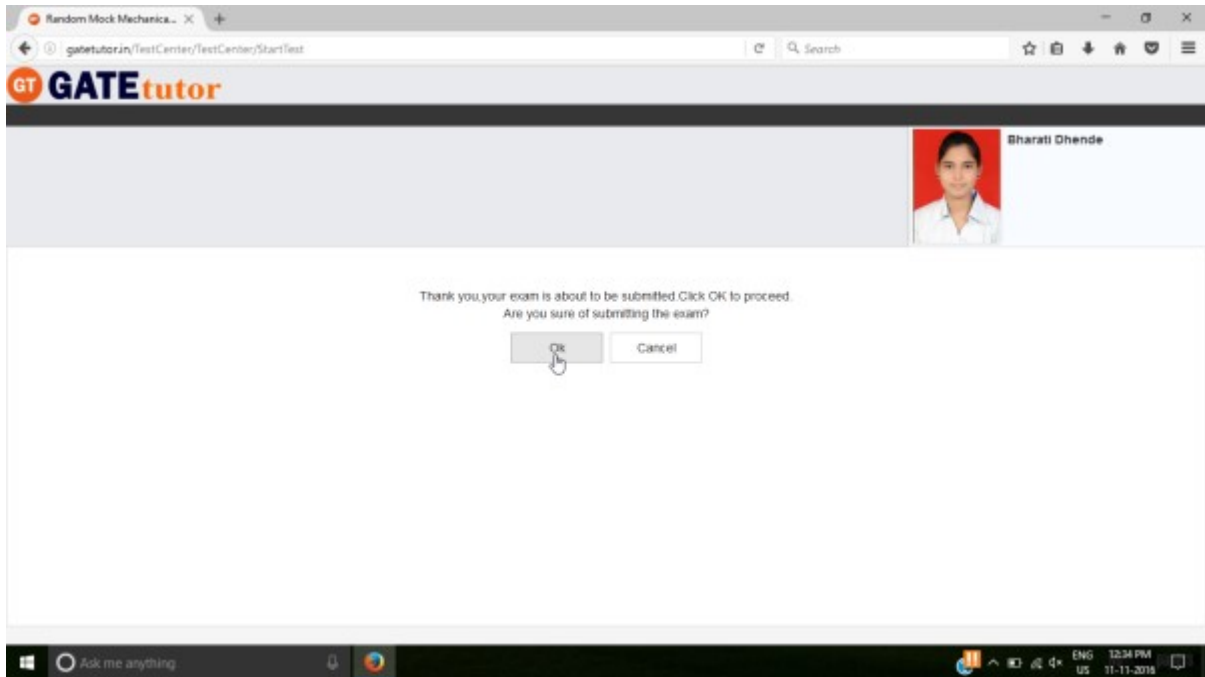 Random Mock Mechanica...
gatetutor.in/TestCenter/TestCenter/StartTest
Search
GT GATEtutor
Bharati Dhende
Thank you,your exam is about to be submitted.Click OK to proceed.
Are you sure of submitting the exam?
Ok Cancel
Ask me anything
ENG 12:34 PM
US 11-11-2016